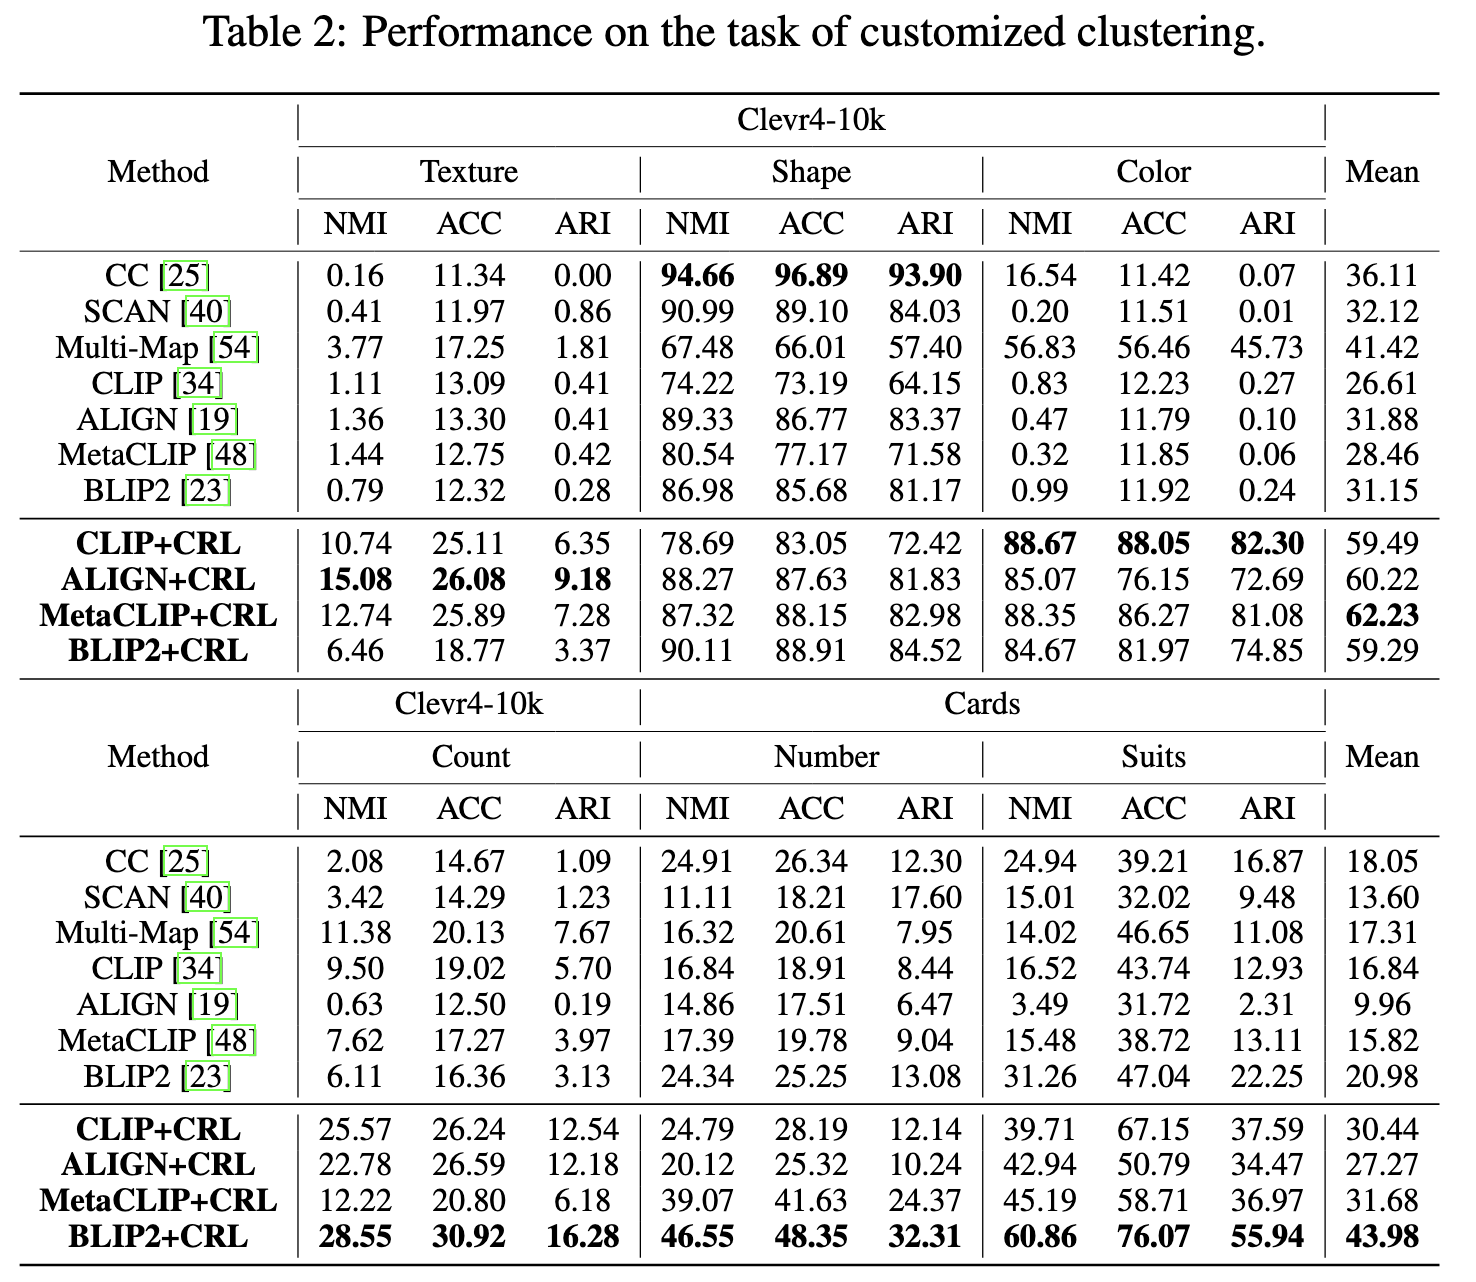 Table 2: Performance on the task of customized clustering.
Clevr4-10k
Method Texture Shape Color Mean
NMI ACC ARI NMI ACC ARI NMI ACC ARI
CC [25] 0.16 11.34 0.00 94.66 96.89 93.90 16.54 11.42 0.07 36.11
SCAN [40] 0.41 11.97 0.86 90.99 89.10 84.03 0.20 11.51 0.01 32.12
Multi-Map [54] 3.77 17.25 1.81 67.48 66.01 57.40 56.83 56.46 45.73 41.42
CLIP [34] 1.11 13.09 0.41 74.22 73.19 64.15 0.83 12.23 0.27 26.61
ALIGN [19] 1.36 13.30 0.41 89.33 86.77 83.37 0.47 11.79 0.10 31.88
MetaCLIP [48] 1.44 12.75 0.42 80.54 77.17 71.58 0.32 11.85 0.06 28.46
BLIP2 [23] 0.79 12.32 0.28 86.98 85.68 81.17 0.99 11.92 0.24 31.15
CLIP+CRL 10.74 25.11 6.35 78.69 83.05 72.42 88.67 88.05 82.30 59.49
ALIGN+CRL 15.08 26.08 9.18 88.27 87.63 81.83 85.07 76.15 72.69 60.22
MetaCLIP+CRL 12.74 25.89 7.28 87.32 88.15 82.98 88.35 86.27 81.08 62.23
BLIP2+CRL 6.46 18.77 3.37 90.11 88.91 84.52 84.67 81.97 74.85 59.29
Clevr4-10k Cards
Method Count Number Suits Mean
NMI ACC ARI NMI ACC ARI NMI ACC ARI
CC [25] 2.08 14.67 1.09 24.91 26.34 12.30 24.94 39.21 16.87 18.05
SCAN [40] 3.42 14.29 1.23 11.11 18.21 17.60 15.01 32.02 9.48 13.60
Multi-Map [54] 11.38 20.13 7.67 16.32 20.61 7.95 14.02 46.65 11.08 17.31
CLIP [34] 9.50 19.02 5.70 16.84 18.91 8.44 16.52 43.74 12.93 16.84
ALIGN [19] 0.63 12.50 0.19 14.86 17.51 6.47 3.49 31.72 2.31 9.96
MetaCLIP [48] 7.62 17.27 3.97 17.39 19.78 9.04 15.48 38.72 13.11 15.82
BLIP2 [23] 6.11 16.36 3.13 24.34 25.25 13.08 31.26 47.04 22.25 20.98
CLIP+CRL 25.57 26.24 12.54 24.79 28.19 12.14 39.71 67.15 37.59 30.44
ALIGN+CRL 22.78 26.59 12.18 20.12 25.32 10.24 42.94 50.79 34.47 27.27
MetaCLIP+CRL 12.22 20.80 6.18 39.07 41.63 24.37 45.19 58.71 36.97 31.68
BLIP2+CRL 28.55 30.92 16.28 46.55 48.35 32.31 60.86 76.07 55.94 43.98